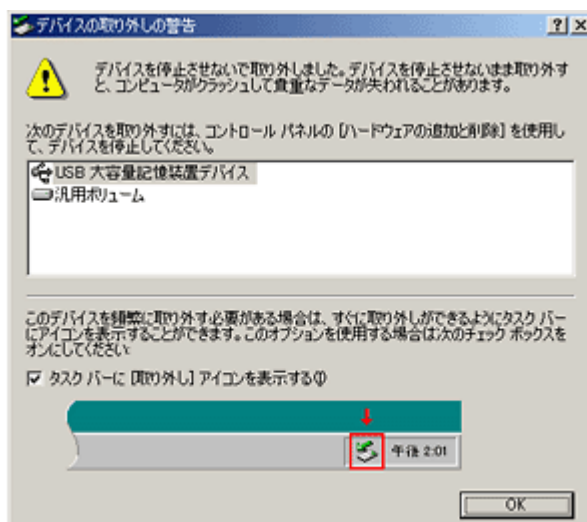 デバイスの取り外しの警告
デバイスを停止させないで取り外しました。デバイスを停止させないまま取り外す
と、コンピュータがクラッシュして貴重なデータが失われることがあります。
次のデバイスを取り外すには、コントロール パネルの [ハードウェアの追加と削除] を使用し
て、デバイスを停止してください。
USB 大容量記憶装置デバイス
汎用ボリューム
このデバイスを頻繁に取り外す必要がある場合は、すぐに取り外しができるようにタスク バー
にアイコンを表示することができます。このオプションを使用する場合は次のチェック ボックスを
オンにしてください:
タスク バーに [取り外し] アイコンを表示する(I)
午後 2:01
OK